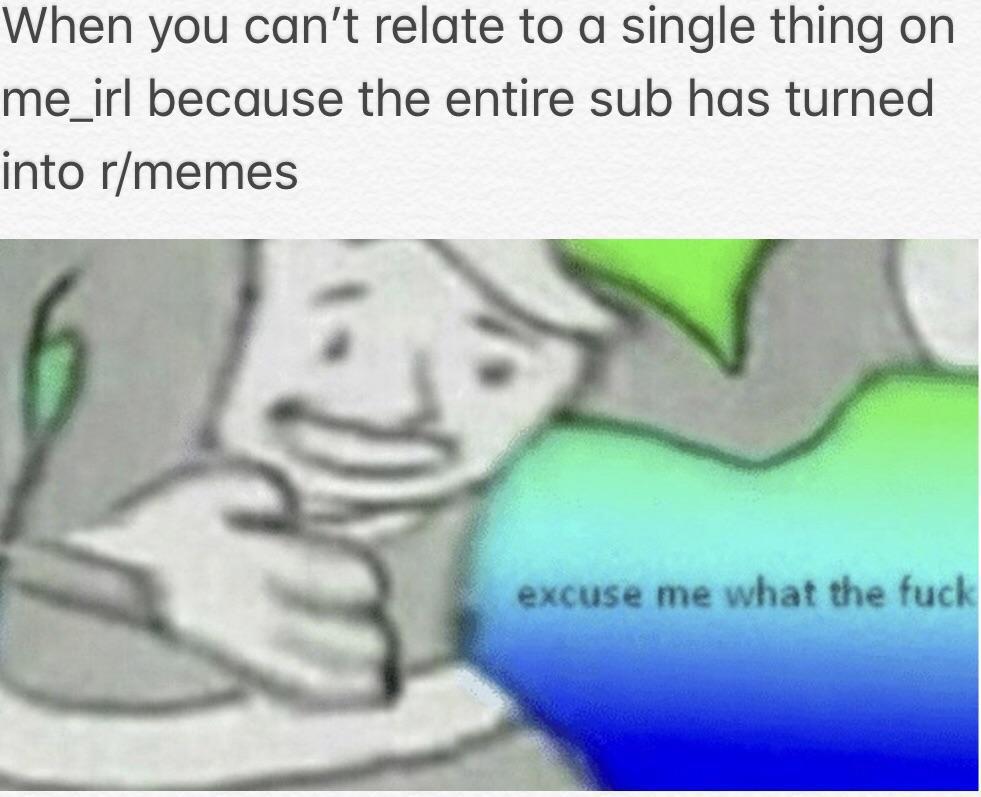 When you can’t relate to a single thing on
me_irl because the entire sub has turned
into r/memes
excuse me what the fuck